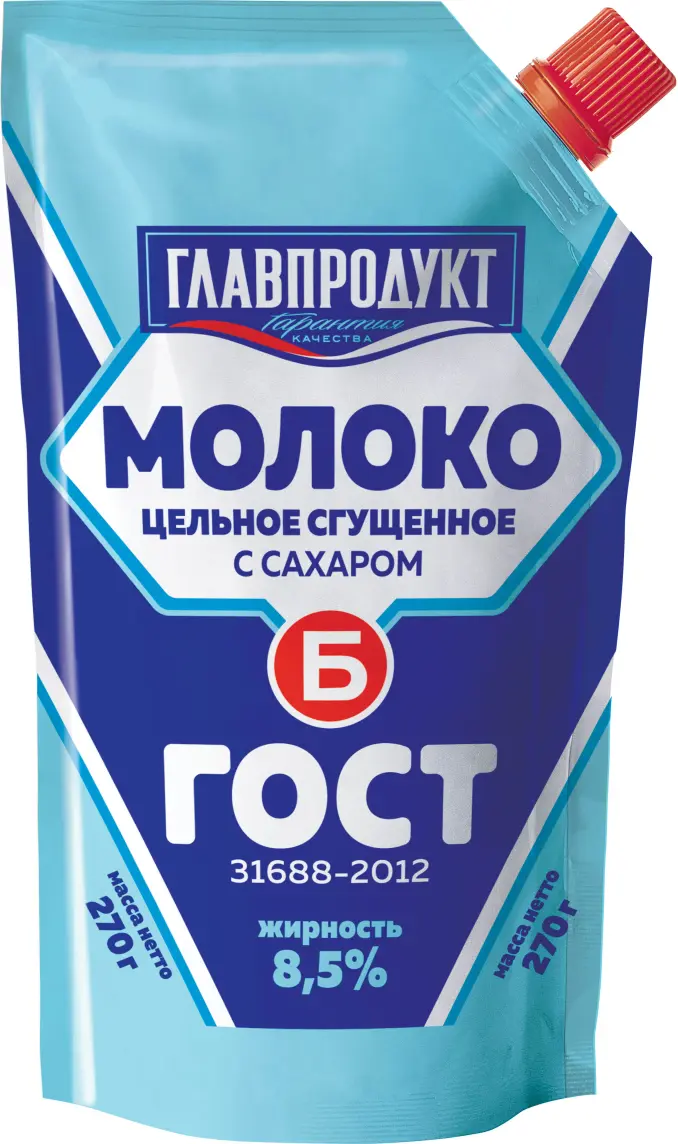 ГЛАВПРОДУКТ
Гарантия
КАЧЕСТВА
МОЛОКО
ЦЕЛЬНОЕ СГУЩЕННОЕ
С САХАРОМ
Б
ГОСТ
31688-2012
жирность
8,5%
масса нетто
270 г
масса нетто
270 г